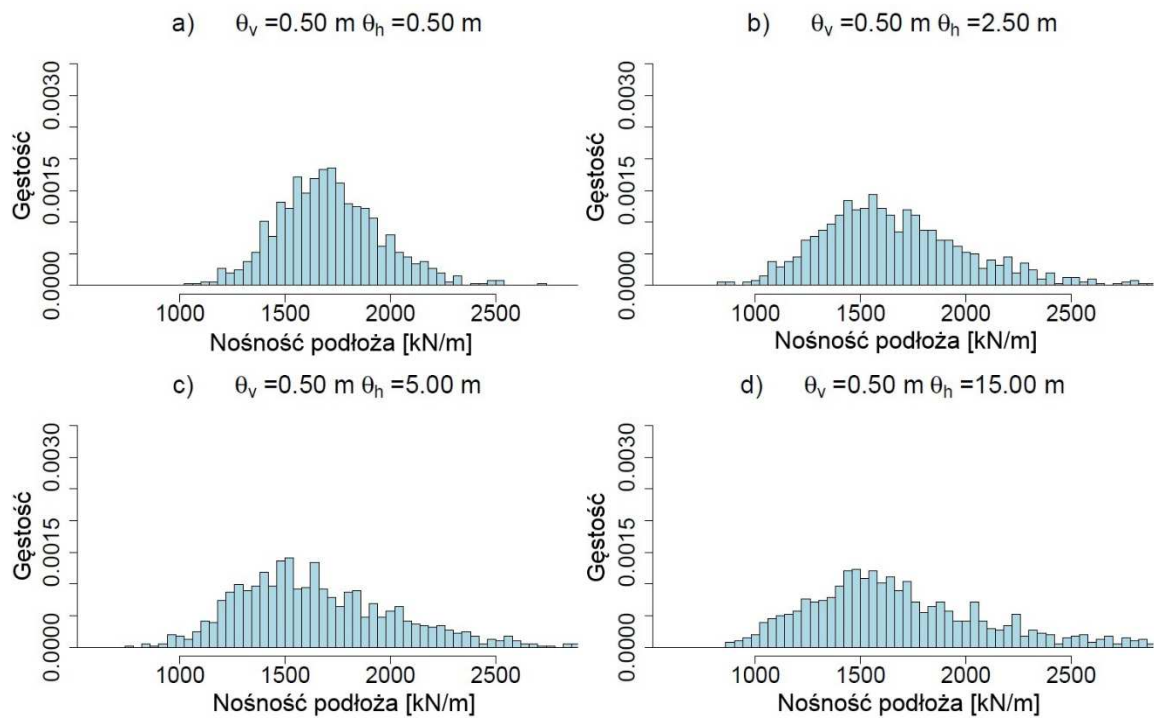 a) θv =0.50 m θh =0.50 m
Gęstość
0.0000 0.0015 0.0030
1000 1500 2000 2500
Nośność podłoża [kN/m]
b) θv =0.50 m θh =2.50 m
Gęstość
0.0000 0.0015 0.0030
1000 1500 2000 2500
Nośność podłoża [kN/m]
c) θv =0.50 m θh =5.00 m
Gęstość
0.0000 0.0015 0.0030
1000 1500 2000 2500
Nośność podłoża [kN/m]
d) θv =0.50 m θh =15.00 m
Gęstość
0.0000 0.0015 0.0030
1000 1500 2000 2500
Nośność podłoża [kN/m]